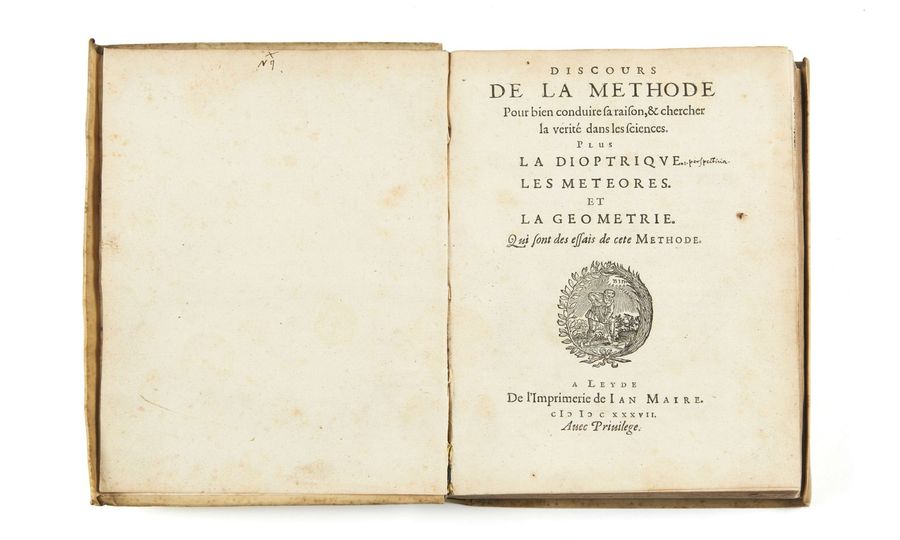 DISCOURS
DE LA METHODE
Pour bien conduire ſa raiſon, & chercher
la verité dans les ſciences.
PLUS
LA DIOPTRIQVE.
LES METEORES.
ET
LA GEOMETRIE.
Qui ſont des eſſais de cete METHODE.
A LEYDE
De l'Imprimerie de IAN MAIRE.
CIↃ IↃ C XXXVII.
Auec Priuilege.